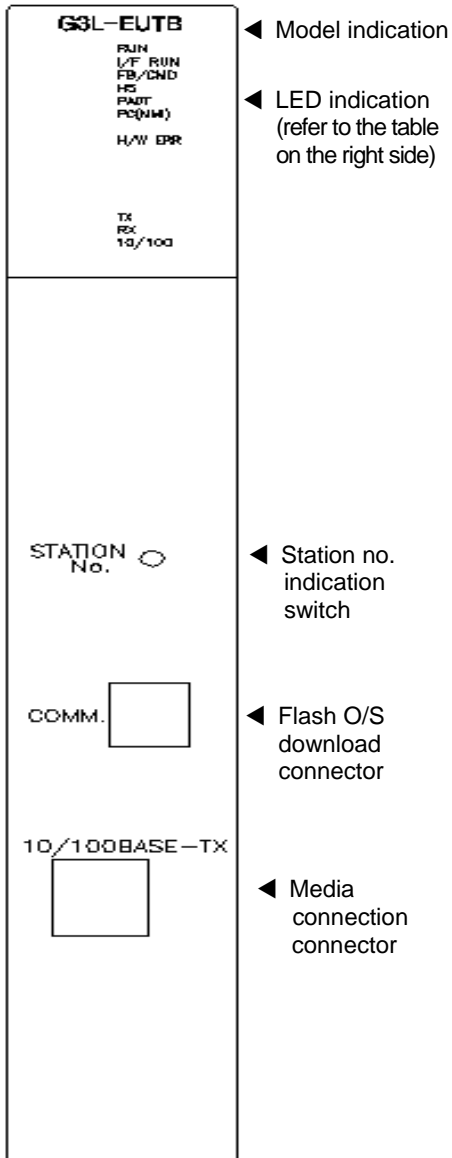 G3L-EUTB
◀ Model indication
RUN
I/F RUN
FB/CMD
HS
PADT
PC(NMI)
H/W ERR
◀ LED indication
(refer to the table
on the right side)
TX
RX
10/100
STATION
No.
◀ Station no.
indication
switch
COMM.
◀ Flash O/S
download
connector
10/100BASE-TX
◀ Media
connection
connector